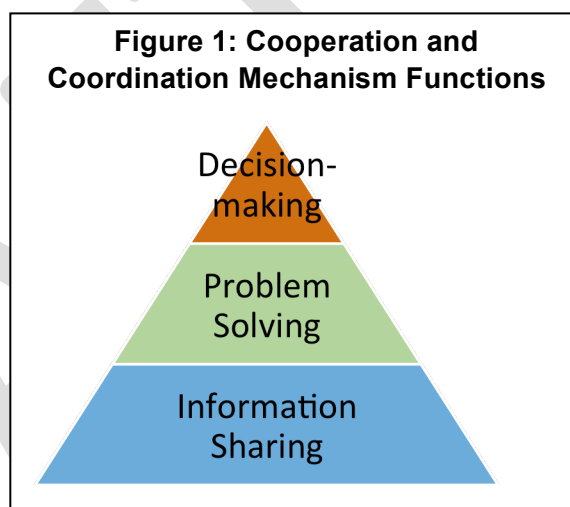 Figure 1: Cooperation and
Coordination Mechanism Functions
Decision-
making
Problem
Solving
Information
Sharing